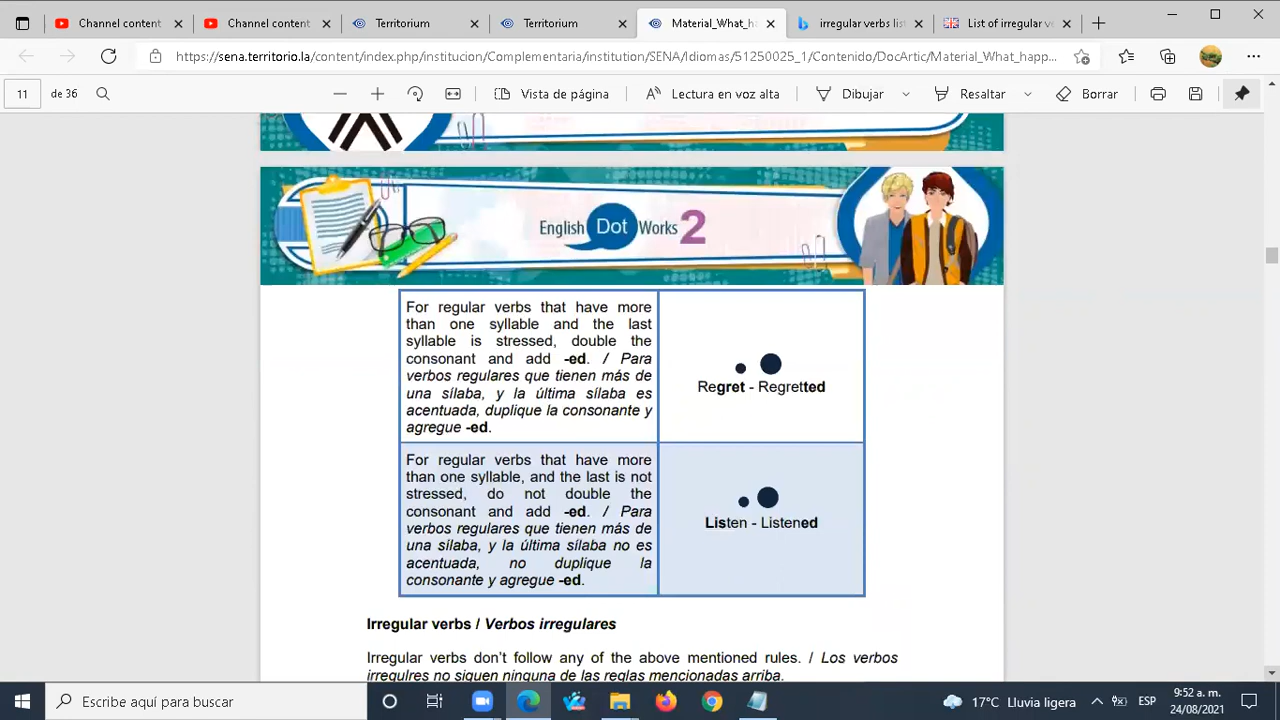 Channel content
Channel content
Territorium
Territorium
Material_What_ha
irregular verbs list
List of irregular ve
https://sena.territorio.la/content/index.php/institucion/Complementaria/institution/SENA/Idiomas/51250025_1/Contenido/DocArtic/Material_What_happ...
11 de 36
Vista de página
Lectura en voz alta
Dibujar
Resaltar
Borrar
English Dot Works 2
For regular verbs that have more
than one syllable and the last
syllable is stressed, double the
consonant and add -ed. / Para
verbos regulares que tienen más de
una sílaba, y la última sílaba es
acentuada, duplique la consonante y
agregue -ed.
Regret - Regretted
For regular verbs that have more
than one syllable, and the last is not
stressed, do not double the
consonant and add -ed. / Para
verbos regulares que tienen más de
una sílaba, y la última sílaba no es
acentuada, no duplique la
consonante y agregue -ed.
Listen - Listened
Irregular verbs / Verbos irregulares
Irregular verbs don't follow any of the above mentioned rules. / Los verbos
irregulres no siguen ninguna de las reglas mencionadas arriba.
Escribe aquí para buscar
17°C Lluvia ligera
ESP
9:52 a. m.
24/08/2021